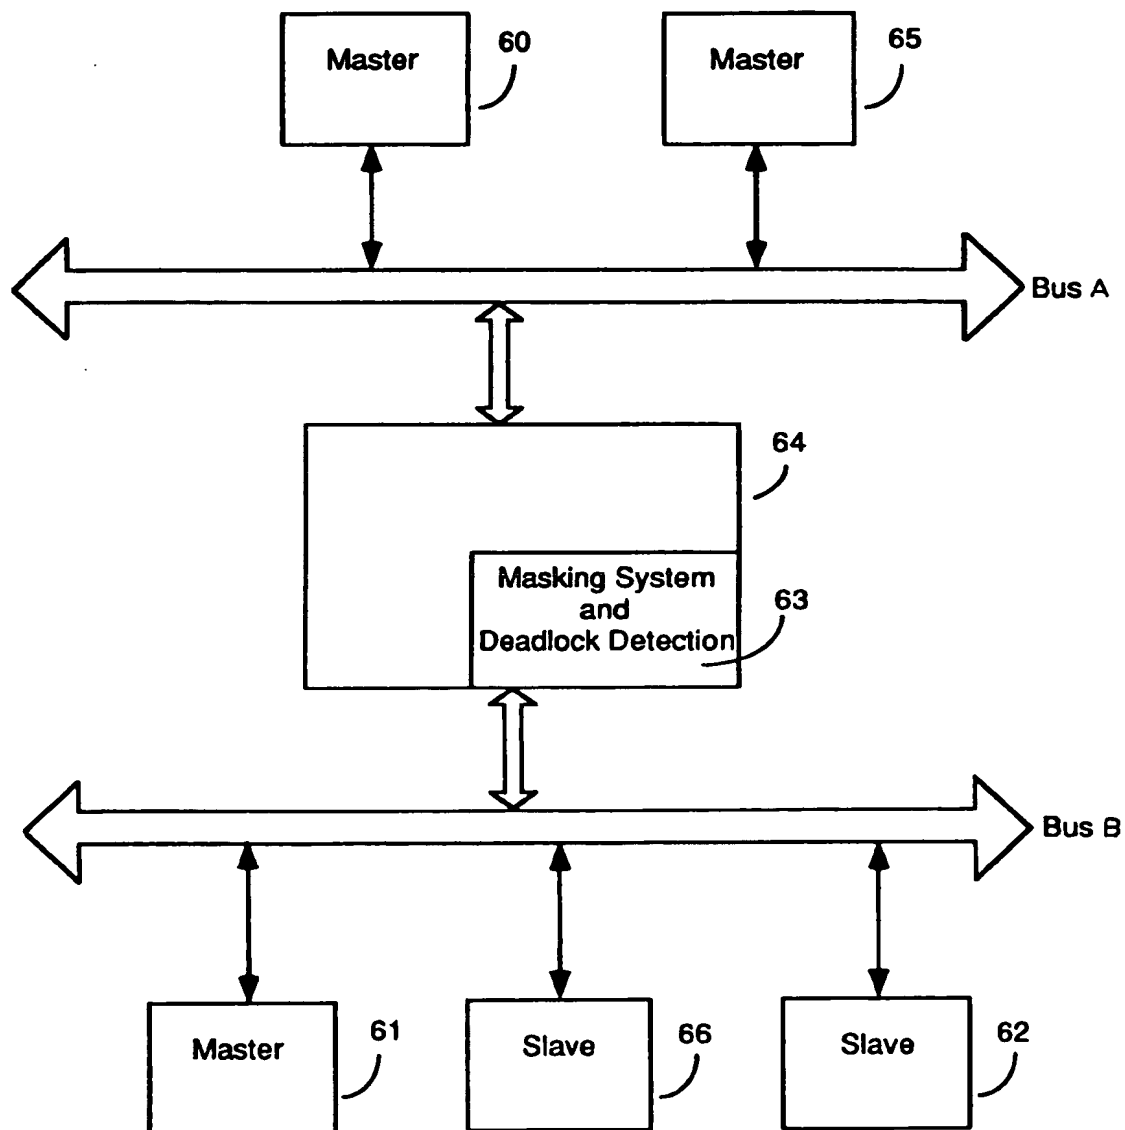 Master
60
Master
65
Bus A
64
Masking System
and
Deadlock Detection
63
Bus B
Master
61
Slave
66
Slave
62